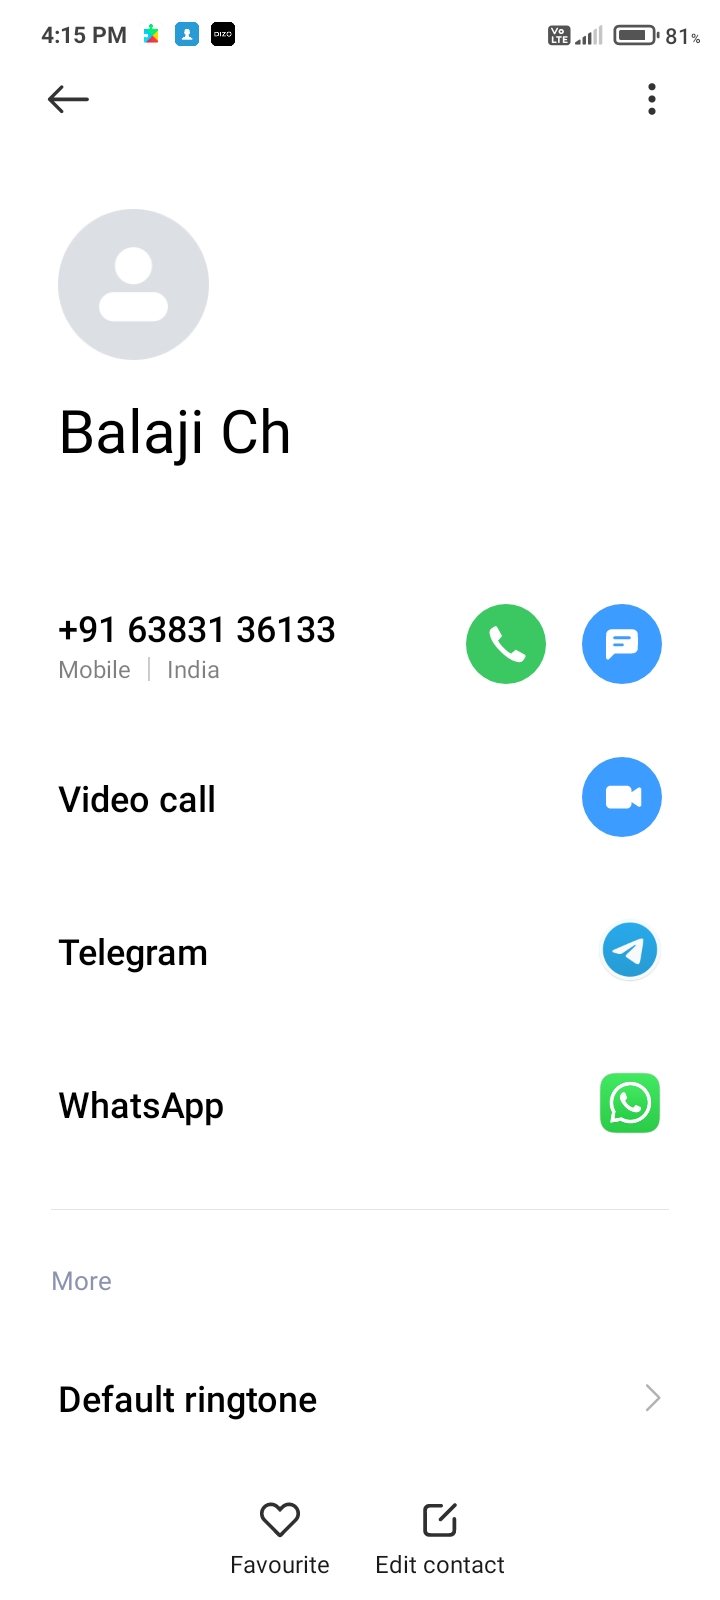 4:15 PM DIZO Vo LTE 81%
Balaji Ch
+91 63831 36133
Mobile | India
Video call
Telegram
WhatsApp
More
Default ringtone
Favourite Edit contact